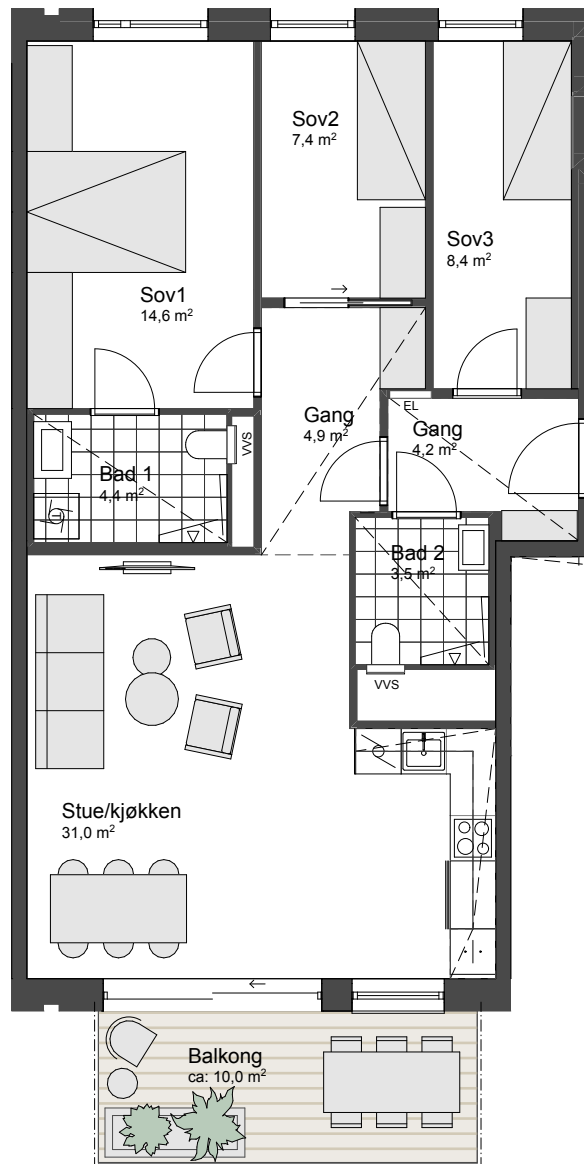 Sov2
7,4 m²
Sov3
8,4 m²
Sov1
14,6 m²
EL
Gang
4,9 m²
Gang
4,2 m²
VVS
Bad 1
4,4 m²
Bad 2
3,5 m²
VVS
Stue/kjøkken
31,0 m²
Balkong
ca: 10,0 m²